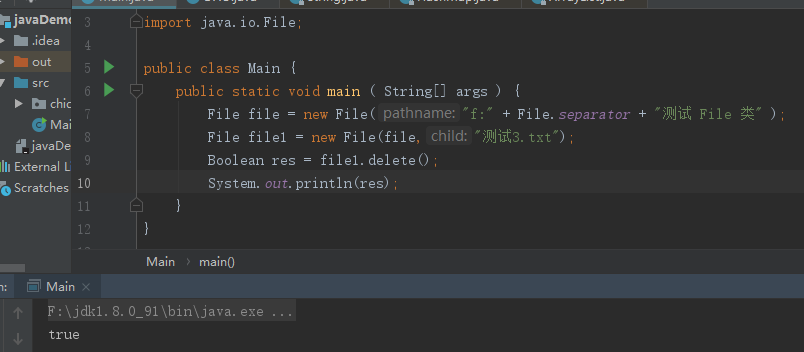 javaDemo
.idea
out
src
chic
Mai
javaDe
External Li
Scratches
3 import java.io.File;
4
5 public class Main {
6 public static void main ( String[] args ) {
7 File file = new File( pathname: "f:" + File.separator + "测试 File 类" );
8 File file1 = new File(file, child: "测试3.txt");
9 Boolean res = file1.delete();
10 System.out.println(res);
11 }
12 }
Main › main()
n: Main ×
F:\jdk1.8.0_91\bin\java.exe ...
true